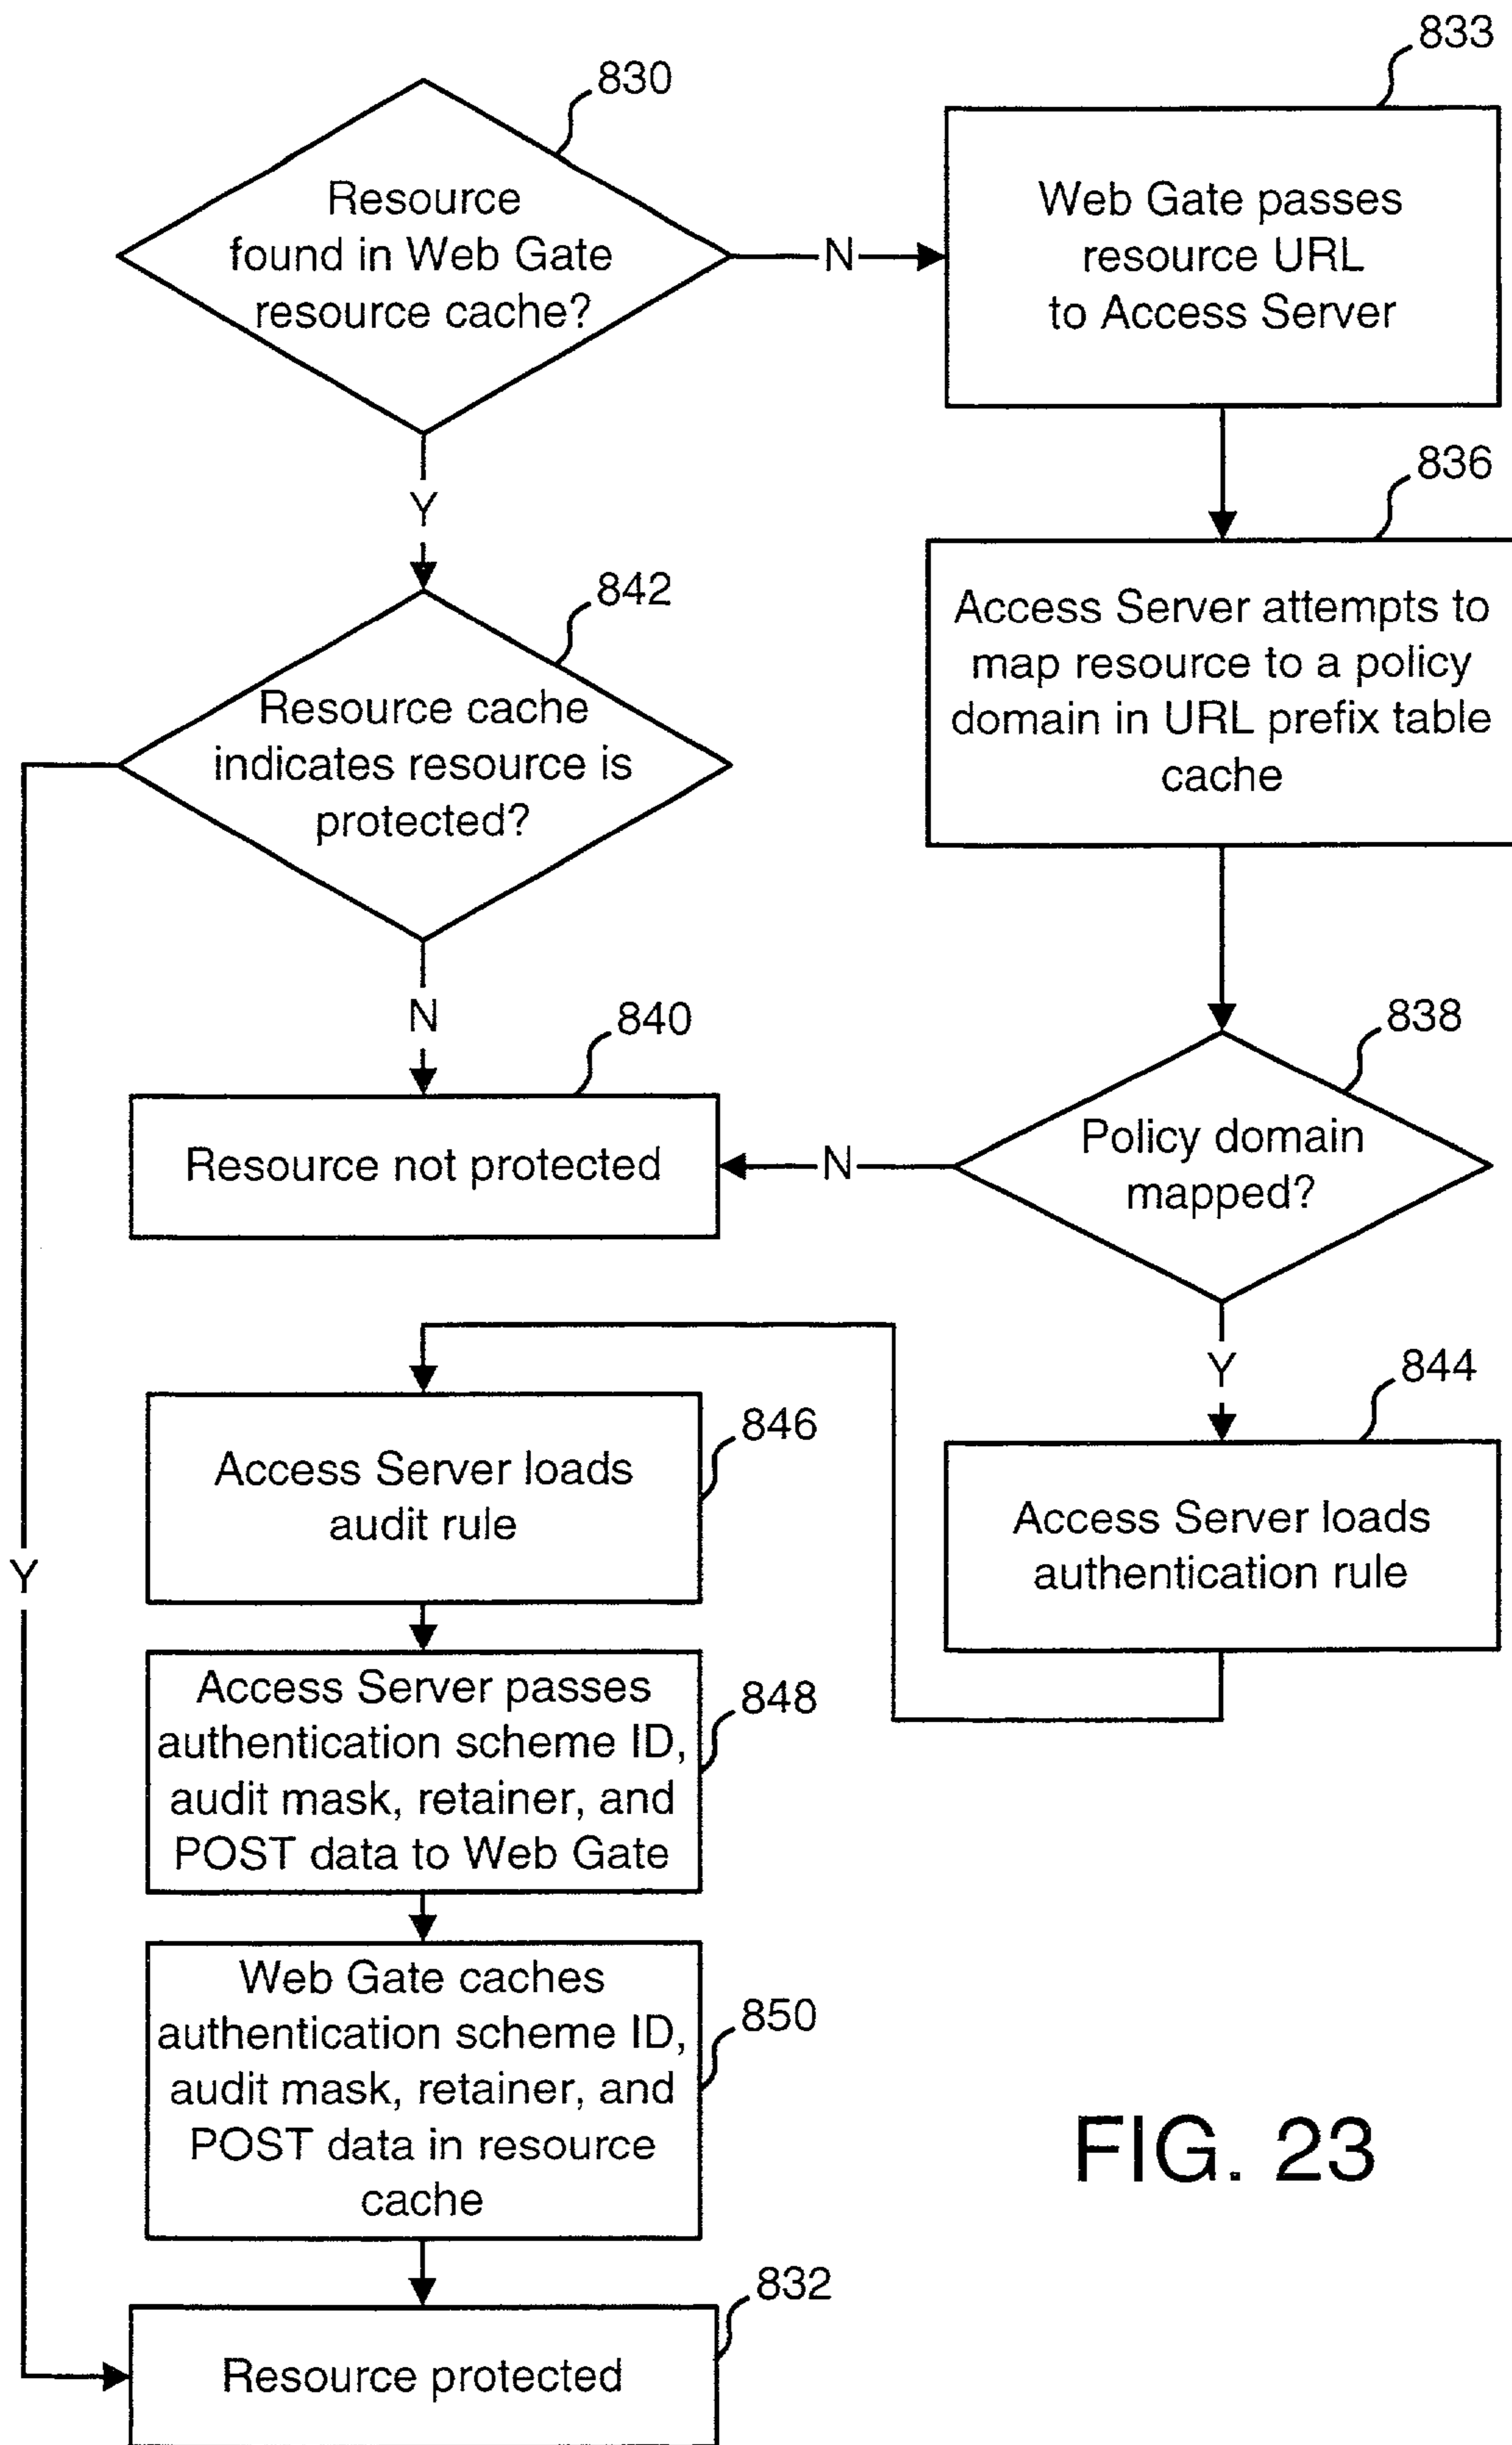 830
Resource
found in Web Gate
resource cache?
N
833
Web Gate passes
resource URL
to Access Server
Y
836
Access Server attempts to
map resource to a policy
domain in URL prefix table
cache
842
Resource cache
indicates resource is
protected?
N
838
Policy domain
mapped?
N
840
Resource not protected
Y
844
Access Server loads
authentication rule
846
Access Server loads
audit rule
848
Access Server passes
authentication scheme ID,
audit mask, retainer, and
POST data to Web Gate
850
Web Gate caches
authentication scheme ID,
audit mask, retainer, and
POST data in resource
cache
Y
832
Resource protected
FIG. 23